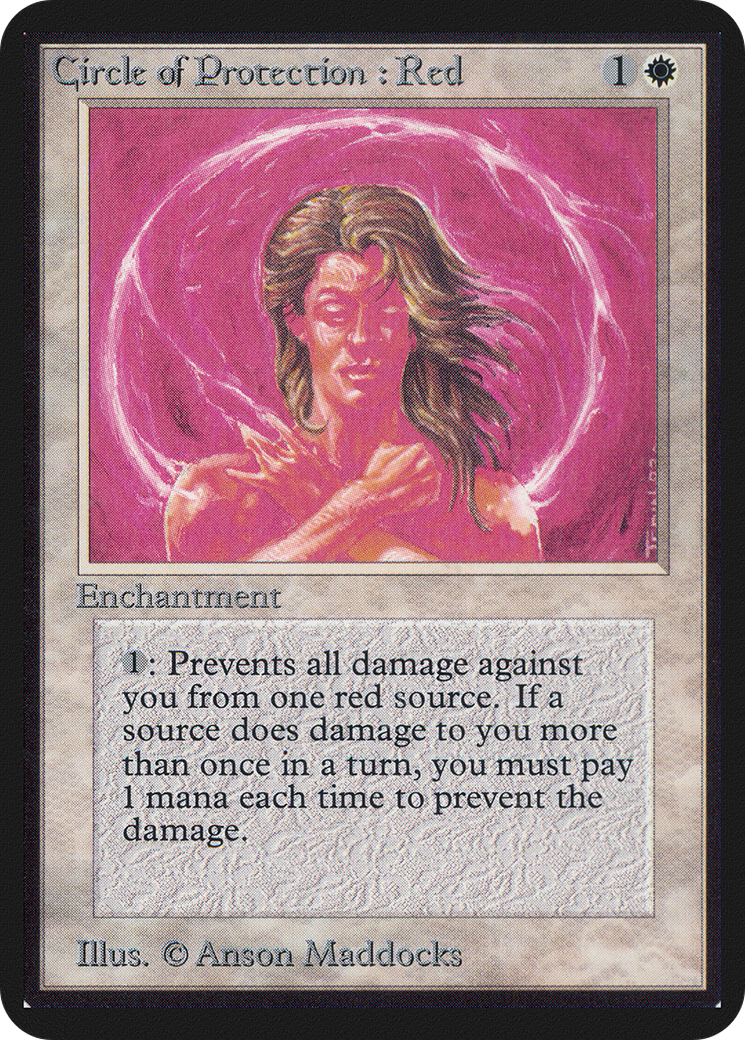 Circle of Protection : Red 1
Enchantment
1: Prevents all damage against
you from one red source. If a
source does damage to you more
than once in a turn, you must pay
1 mana each time to prevent the
damage.
Illus. © Anson Maddocks